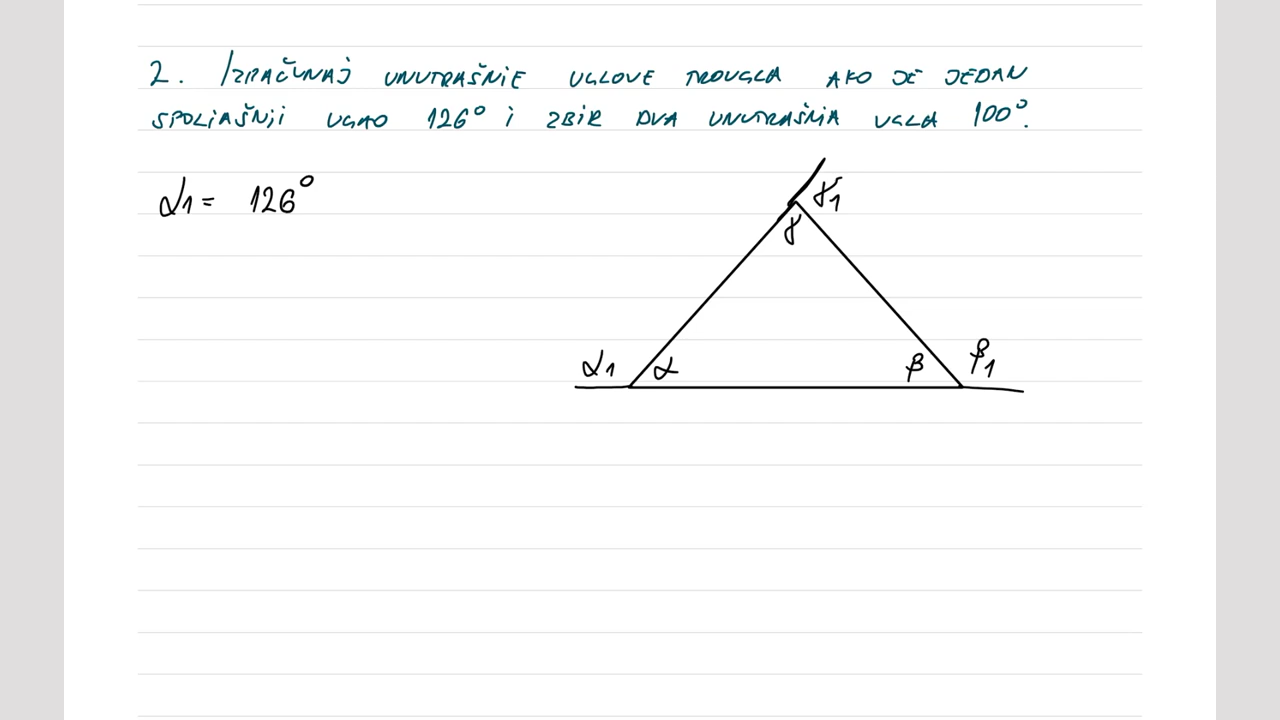 2. IZRAČUNAJ UNUTRAŠNJE UGLOVE TROUGLA AKO JE JEDAN
SPOLJAŠNJI UGAO 126° I ZBIR DVA UNUTRAŠNJA UGLA 100°.
α1 = 126°
γ1
γ
α1 α β β1